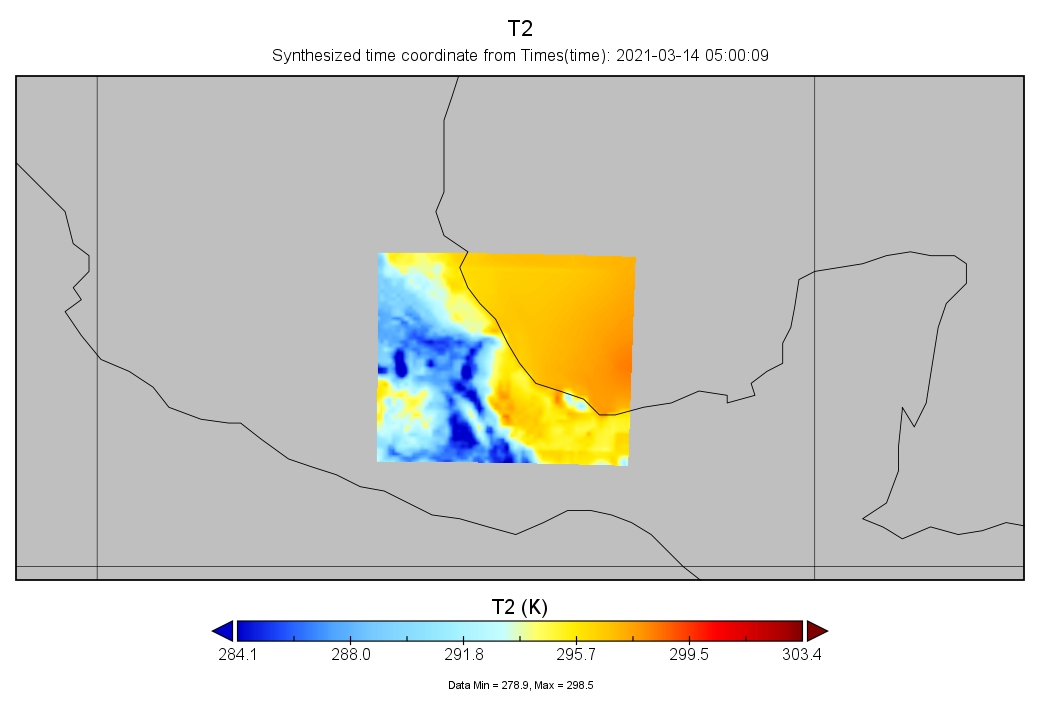 T2
Synthesized time coordinate from Times(time): 2021-03-14 05:00:09
T2 (K)
284.1 288.0 291.8 295.7 299.5 303.4
Data Min = 278.9, Max = 298.5